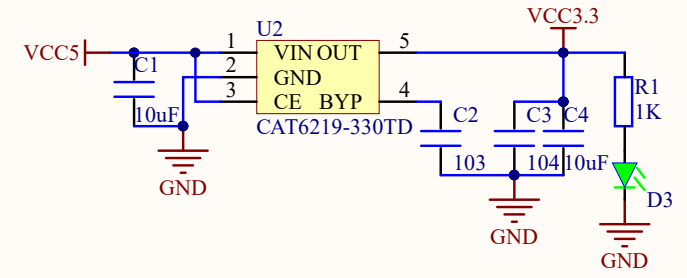 VCC3.3
U2
VCC5
1
VIN OUT
5
C1
2
GND
3
CE BYP
4
R1
10uF
CAT6219-330TD
C2
C3
C4
1K
103
104
10uF
GND
D3
GND
GND